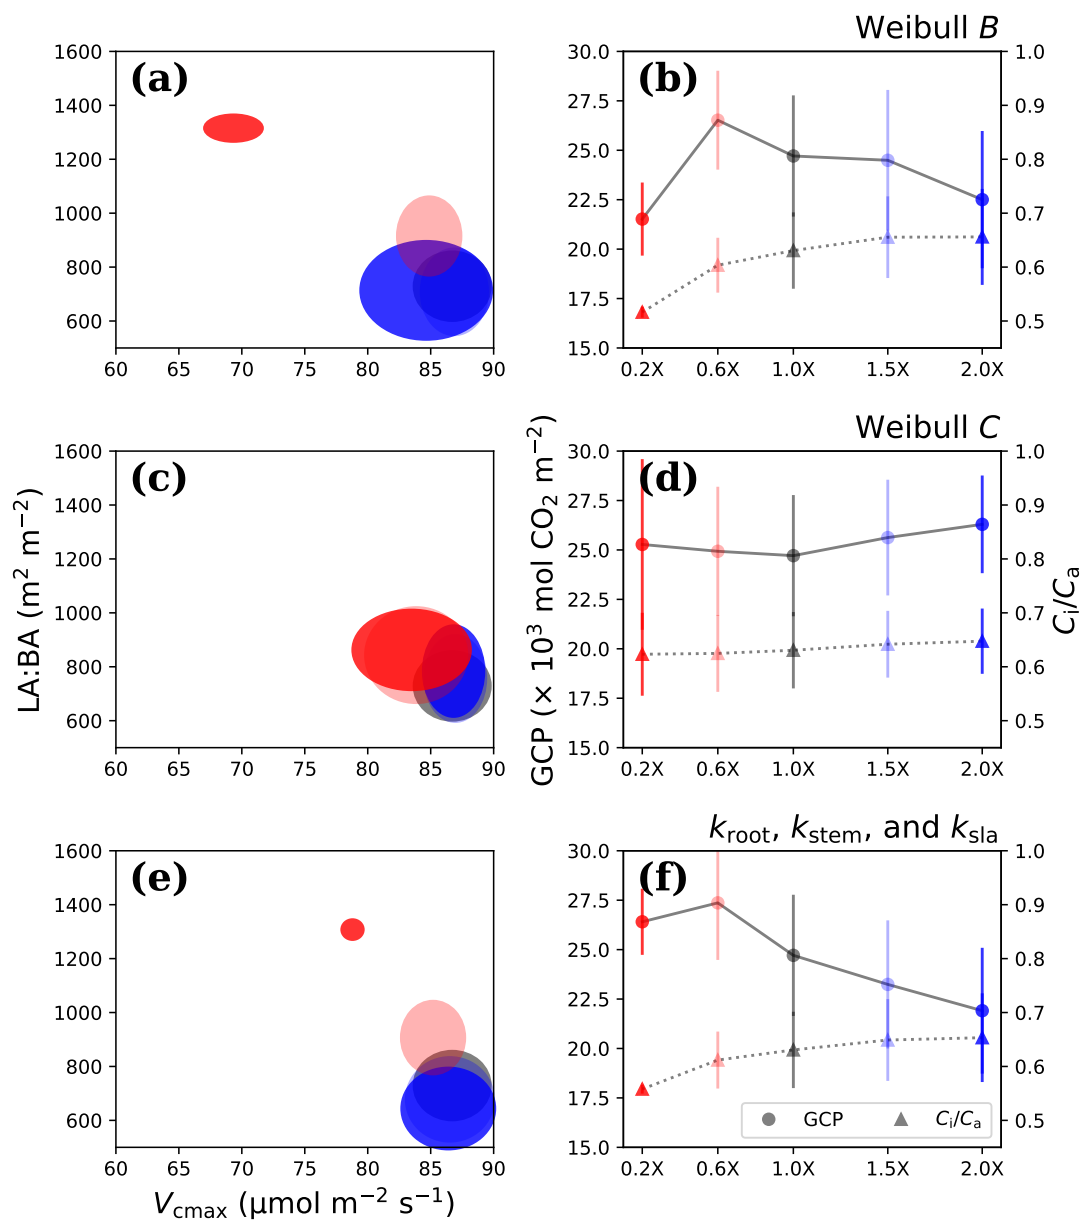 Weibull B
(a)
1600
1400
1200
1000
800
600
60 65 70 75 80 85 90
(b)
30.0
27.5
25.0
22.5
20.0
17.5
15.0
1.0
0.9
0.8
0.7
0.6
0.5
0.2X 0.6X 1.0X 1.5X 2.0X
Weibull C
(c)
1600
1400
1200
1000
800
600
60 65 70 75 80 85 90
LA:BA (m² m⁻²)
(d)
30.0
27.5
25.0
22.5
20.0
17.5
15.0
1.0
0.9
0.8
0.7
0.6
0.5
0.2X 0.6X 1.0X 1.5X 2.0X
GCP (× 10³ mol CO₂ m⁻²)
Cᵢ/Cₐ
k_root, k_stem, and k_sla
(e)
1600
1400
1200
1000
800
600
60 65 70 75 80 85 90
V_cmax (μmol m⁻² s⁻¹)
(f)
30.0
27.5
25.0
22.5
20.0
17.5
15.0
1.0
0.9
0.8
0.7
0.6
0.5
0.2X 0.6X 1.0X 1.5X 2.0X
GCP Cᵢ/Cₐ